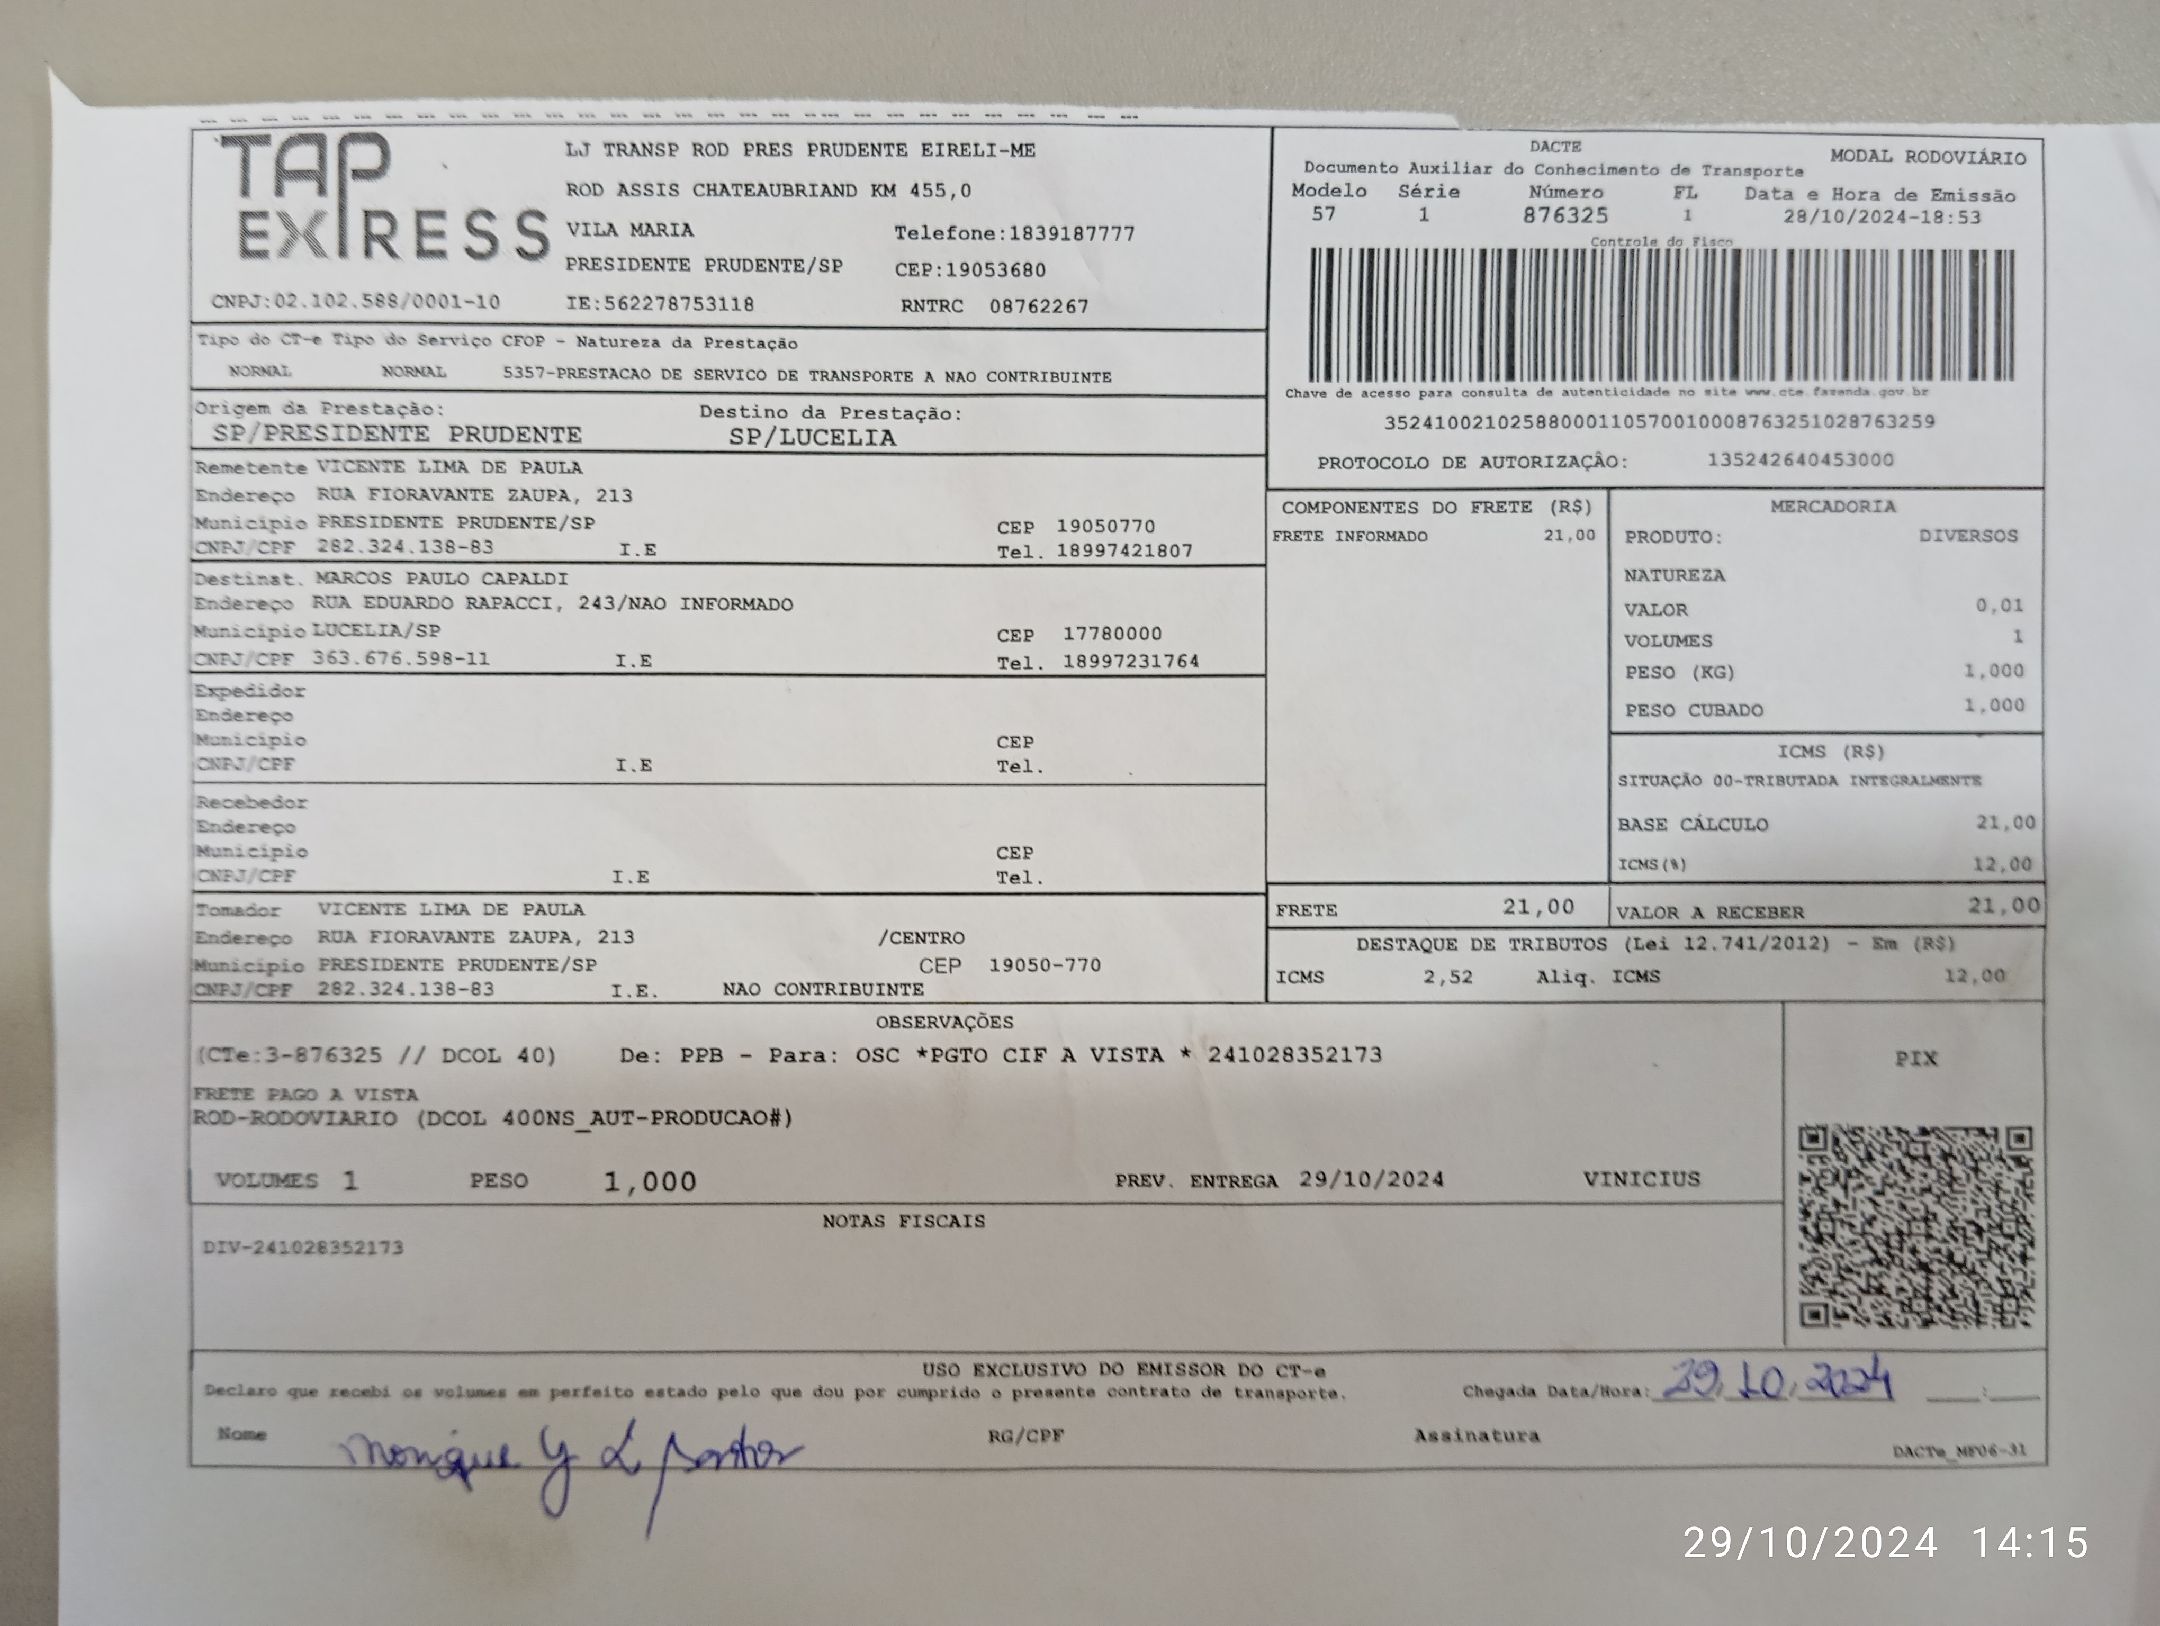 TAP EXPRESS
LJ TRANSP ROD PRES PRUDENTE EIRELI-ME
ROD ASSIS CHATEAUBRIAND KM 455,0
VILA MARIA Telefone:1839187777
PRESIDENTE PRUDENTE/SP CEP:19053680
CNPJ:02.102.588/0001-10 IE:562278753118 RNTRC 08762267
DACTE
Documento Auxiliar do Conhecimento de Transporte MODAL RODOVIÁRIO
Modelo Série Número FL Data e Hora de Emissão
57 1 876325 1 28/10/2024-18:53
Controle do Fisco
Chave de acesso para consulta de autenticidade no site www.cte.fazenda.gov.br
35241002102588000110570010008763251028763259
PROTOCOLO DE AUTORIZAÇÃO: 135242640453000
Tipo do CT-e Tipo do Serviço CFOP - Natureza da Prestação
NORMAL NORMAL 5357-PRESTACAO DE SERVICO DE TRANSPORTE A NAO CONTRIBUINTE
Origem da Prestação: Destino da Prestação:
SP/PRESIDENTE PRUDENTE SP/LUCELIA
Remetente VICENTE LIMA DE PAULA
Endereço RUA FIORAVANTE ZAUPA, 213
Municipio PRESIDENTE PRUDENTE/SP CEP 19050770
CNPJ/CPF 282.324.138-83 I.E Tel. 18997421807
Destinat. MARCOS PAULO CAPALDI
Endereço RUA EDUARDO RAPACCI, 243/NAO INFORMADO
Municipio LUCELIA/SP CEP 17780000
CNPJ/CPF 363.676.598-11 I.E Tel. 18997231764
Expedidor
Endereço
Municipio CEP
CNPJ/CPF I.E Tel.
Recebedor
Endereço
Municipio CEP
CNPJ/CPF I.E Tel.
Tomador VICENTE LIMA DE PAULA
Endereço RUA FIORAVANTE ZAUPA, 213 /CENTRO
Municipio PRESIDENTE PRUDENTE/SP CEP 19050-770
CNPJ/CPF 282.324.138-83 I.E. NAO CONTRIBUINTE
COMPONENTES DO FRETE (R$)
FRETE INFORMADO 21,00
MERCADORIA
PRODUTO: DIVERSOS
NATUREZA
VALOR 0,01
VOLUMES 1
PESO (KG) 1,000
PESO CUBADO 1,000
ICMS (R$)
SITUAÇÃO 00-TRIBUTADA INTEGRALMENTE
BASE CÁLCULO 21,00
ICMS(%) 12,00
FRETE 21,00 VALOR A RECEBER 21,00
DESTAQUE DE TRIBUTOS (Lei 12.741/2012) - Em (R$)
ICMS 2,52 Aliq. ICMS 12,00
OBSERVAÇÕES
(CTe:3-876325 // DCOL 40) De: PPB - Para: OSC *PGTO CIF A VISTA * 241028352173
FRETE PAGO A VISTA
ROD-RODOVIARIO (DCOL 400NS_AUT-PRODUCAO#)
VOLUMES 1 PESO 1,000 PREV. ENTREGA 29/10/2024 VINICIUS
PIX
NOTAS FISCAIS
DIV-241028352173
USO EXCLUSIVO DO EMISSOR DO CT-e
Declaro que recebi os volumes em perfeito estado pelo que dou por cumprido o presente contrato de transporte. Chegada Data/Hora: 29,10,2024 __:__
Nome Monique Y L Santos RG/CPF Assinatura
DACTe_MF06-31
29/10/2024 14:15